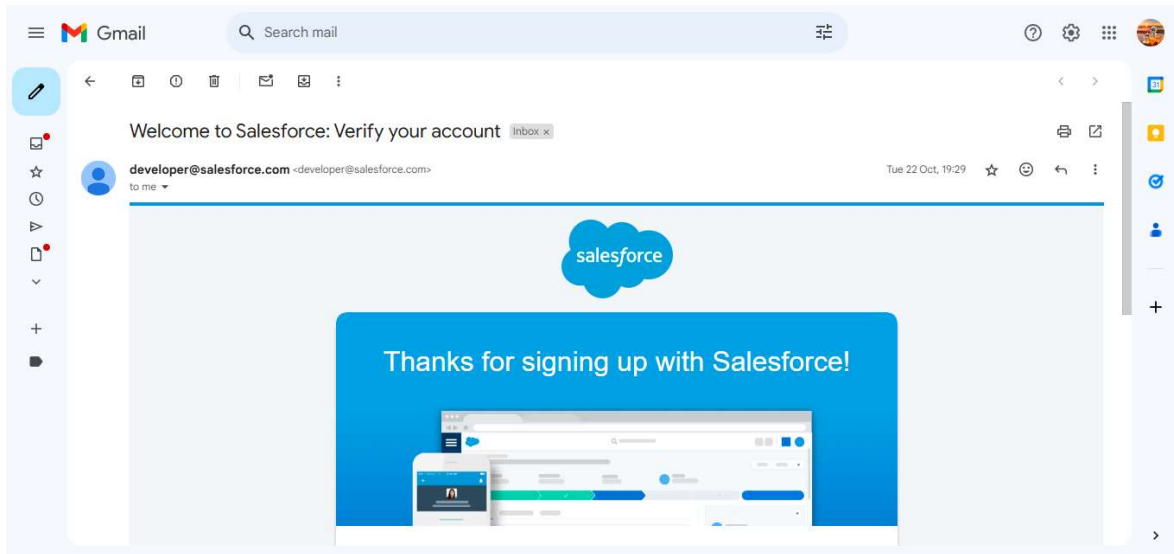 Gmail
Search mail
Welcome to Salesforce: Verify your account Inbox x
developer@salesforce.com <developer@salesforce.com> Tue 22 Oct, 19:29
to me
salesforce
Thanks for signing up with Salesforce!
31